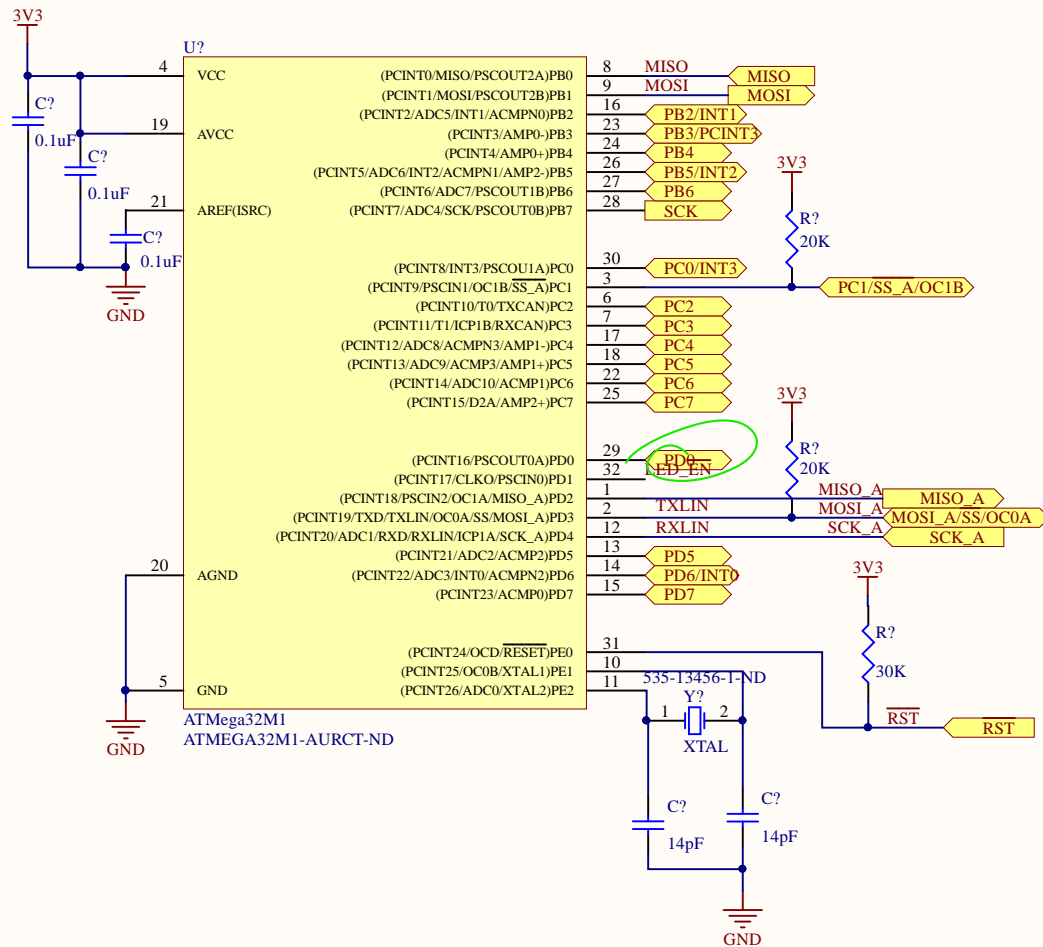 3V3
U?
4 VCC (PCINT0/MISO/PSCOUT2A)PB0 8 MISO MISO
(PCINT1/MOSI/PSCOUT2B)PB1 9 MOSI MOSI
C? 0.1uF
(PCINT2/ADC5/INT1/ACMPN0)PB2 16 PB2/INT1
19 AVCC (PCINT3/AMP0-)PB3 23 PB3/PCINT3
(PCINT4/AMP0+)PB4 24 PB4
C? 0.1uF
(PCINT5/ADC6/INT2/ACMPN1/AMP2-)PB5 26 PB5/INT2
3V3
(PCINT6/ADC7/PSCOUT1B)PB6 27 PB6
21 AREF(ISRC) (PCINT7/ADC4/SCK/PSCOUT0B)PB7 28 SCK
R?
20K
C?
0.1uF
(PCINT8/INT3/PSCOU1A)PC0 30 PC0/INT3
(PCINT9/PSCIN1/OC1B/SS_A)PC1 3 PC1/SS_A/OC1B
GND
(PCINT10/T0/TXCAN)PC2 6 PC2
(PCINT11/T1/ICP1B/RXCAN)PC3 7 PC3
(PCINT12/ADC8/ACMPN3/AMP1-)PC4 17 PC4
(PCINT13/ADC9/ACMP3/AMP1+)PC5 18 PC5
(PCINT14/ADC10/ACMP1)PC6 22 PC6
(PCINT15/D2A/AMP2+)PC7 25 PC7
3V3
(PCINT16/PSCOUT0A)PD0 29 PD0
(PCINT17/CLKO/PSCIN0)PD1 32 LED_EN
R?
20K
(PCINT18/PSCIN2/OC1A/MISO_A)PD2 1 MISO_A MISO_A
(PCINT19/TXD/TXLIN/OC0A/SS/MOSI_A)PD3 2 TXLIN MOSI_A MOSI_A/SS/OC0A
(PCINT20/ADC1/RXD/RXLIN/ICP1A/SCK_A)PD4 12 RXLIN SCK_A SCK_A
(PCINT21/ADC2/ACMP2)PD5 13 PD5
20 AGND (PCINT22/ADC3/INT0/ACMPN2)PD6 14 PD6/INT0
(PCINT23/ACMP0)PD7 15 PD7
3V3
R?
30K
(PCINT24/OCD/RESET)PE0 31
(PCINT25/OC0B/XTAL1)PE1 10
5 GND (PCINT26/ADC0/XTAL2)PE2 11
535-13456-1-ND
Y?
1 2
XTAL
RST RST
ATMega32M1
ATMEGA32M1-AURCT-ND
GND
C? C?
14pF 14pF
GND